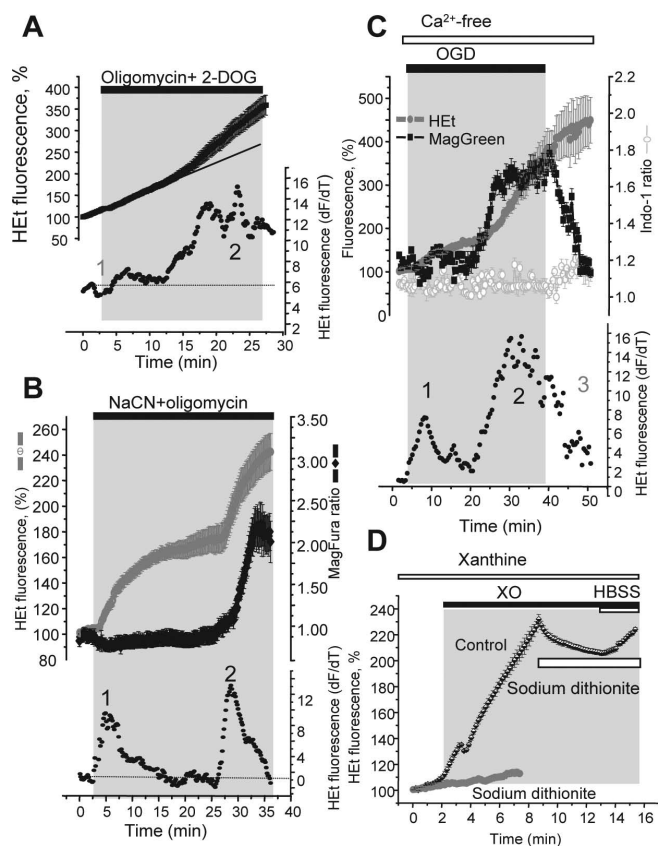 A
Oligomycin+ 2-DOG
HEt fluorescence, %
400
350
300
250
200
150
100
50
16
14
12
10
8
6
4
2
0
HEt fluorescence (dF/dT)
1
2
0 5 10 15 20 25 30
Time (min)
B
NaCN+oligomycin
HEt fluorescence, (%)
260
240
220
200
180
160
140
120
100
80
3.50
3.00
2.50
2.00
1.50
1.00
MagFura ratio
1
2
12
8
4
0
HEt fluorescence (dF/dT)
0 5 10 15 20 25 30 35 40
Time (min)
C
Ca²⁺-free
OGD
HEt
MagGreen
Fluorescence, (%)
500
400
300
200
100
0
2.2
2.0
1.8
1.6
1.4
1.2
1.0
Indo-1 ratio
1
2
3
16
14
12
10
8
6
4
2
0
HEt fluorescence (dF/dT)
0 10 20 30 40 50
Time (min)
D
Xanthine
XO
HBSS
Control
Sodium dithionite
Sodium dithionite
HEt fluorescence, %
240
220
200
180
160
140
120
100
0 2 4 6 8 10 12 14 16
Time (min)